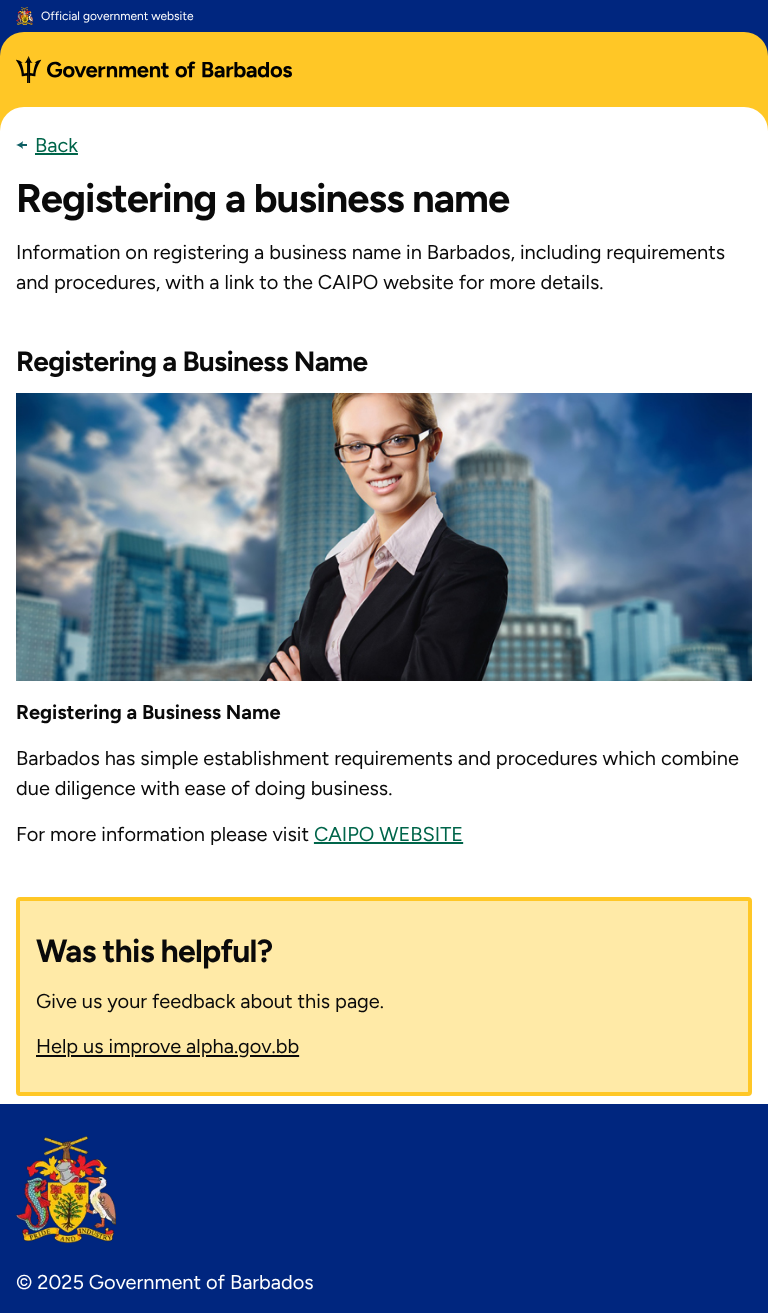 Official government website
Government of Barbados
Back
Registering a business name
Information on registering a business name in Barbados, including requirements
and procedures, with a link to the CAIPO website for more details.
Registering a Business Name
Registering a Business Name
Barbados has simple establishment requirements and procedures which combine
due diligence with ease of doing business.
For more information please visit CAIPO WEBSITE
Was this helpful?
Give us your feedback about this page.
Help us improve alpha.gov.bb
PRIDE AND INDUSTRY
© 2025 Government of Barbados